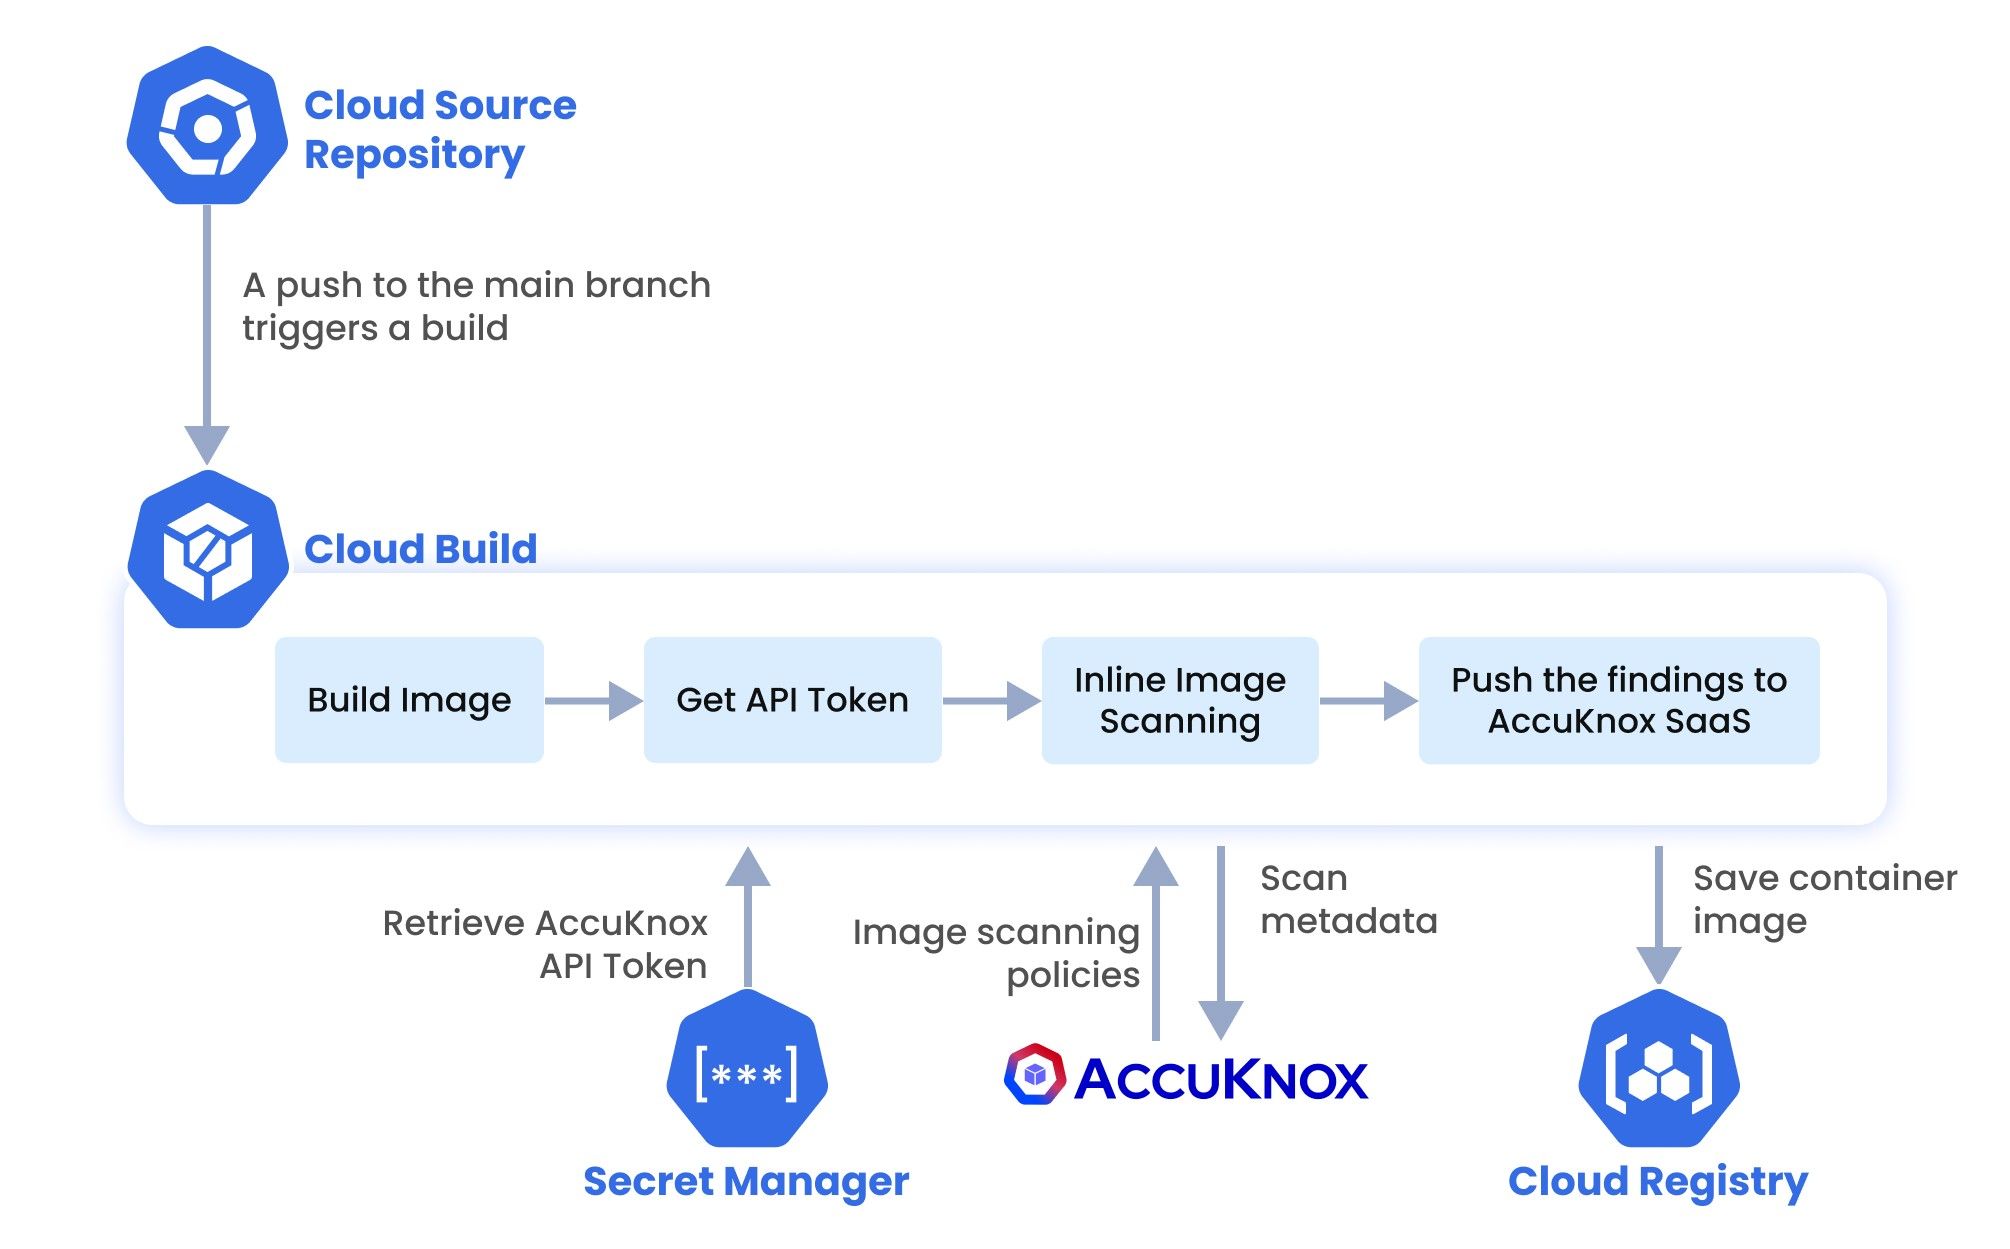 Cloud Source
Repository
A push to the main branch
triggers a build
Cloud Build
Build Image
Get API Token
Inline Image
Scanning
Push the findings to
AccuKnox SaaS
Retrieve AccuKnox
API Token
Image scanning
policies
Scan
metadata
Save container
image
[***]
Secret Manager
ACCUKNOX
Cloud Registry